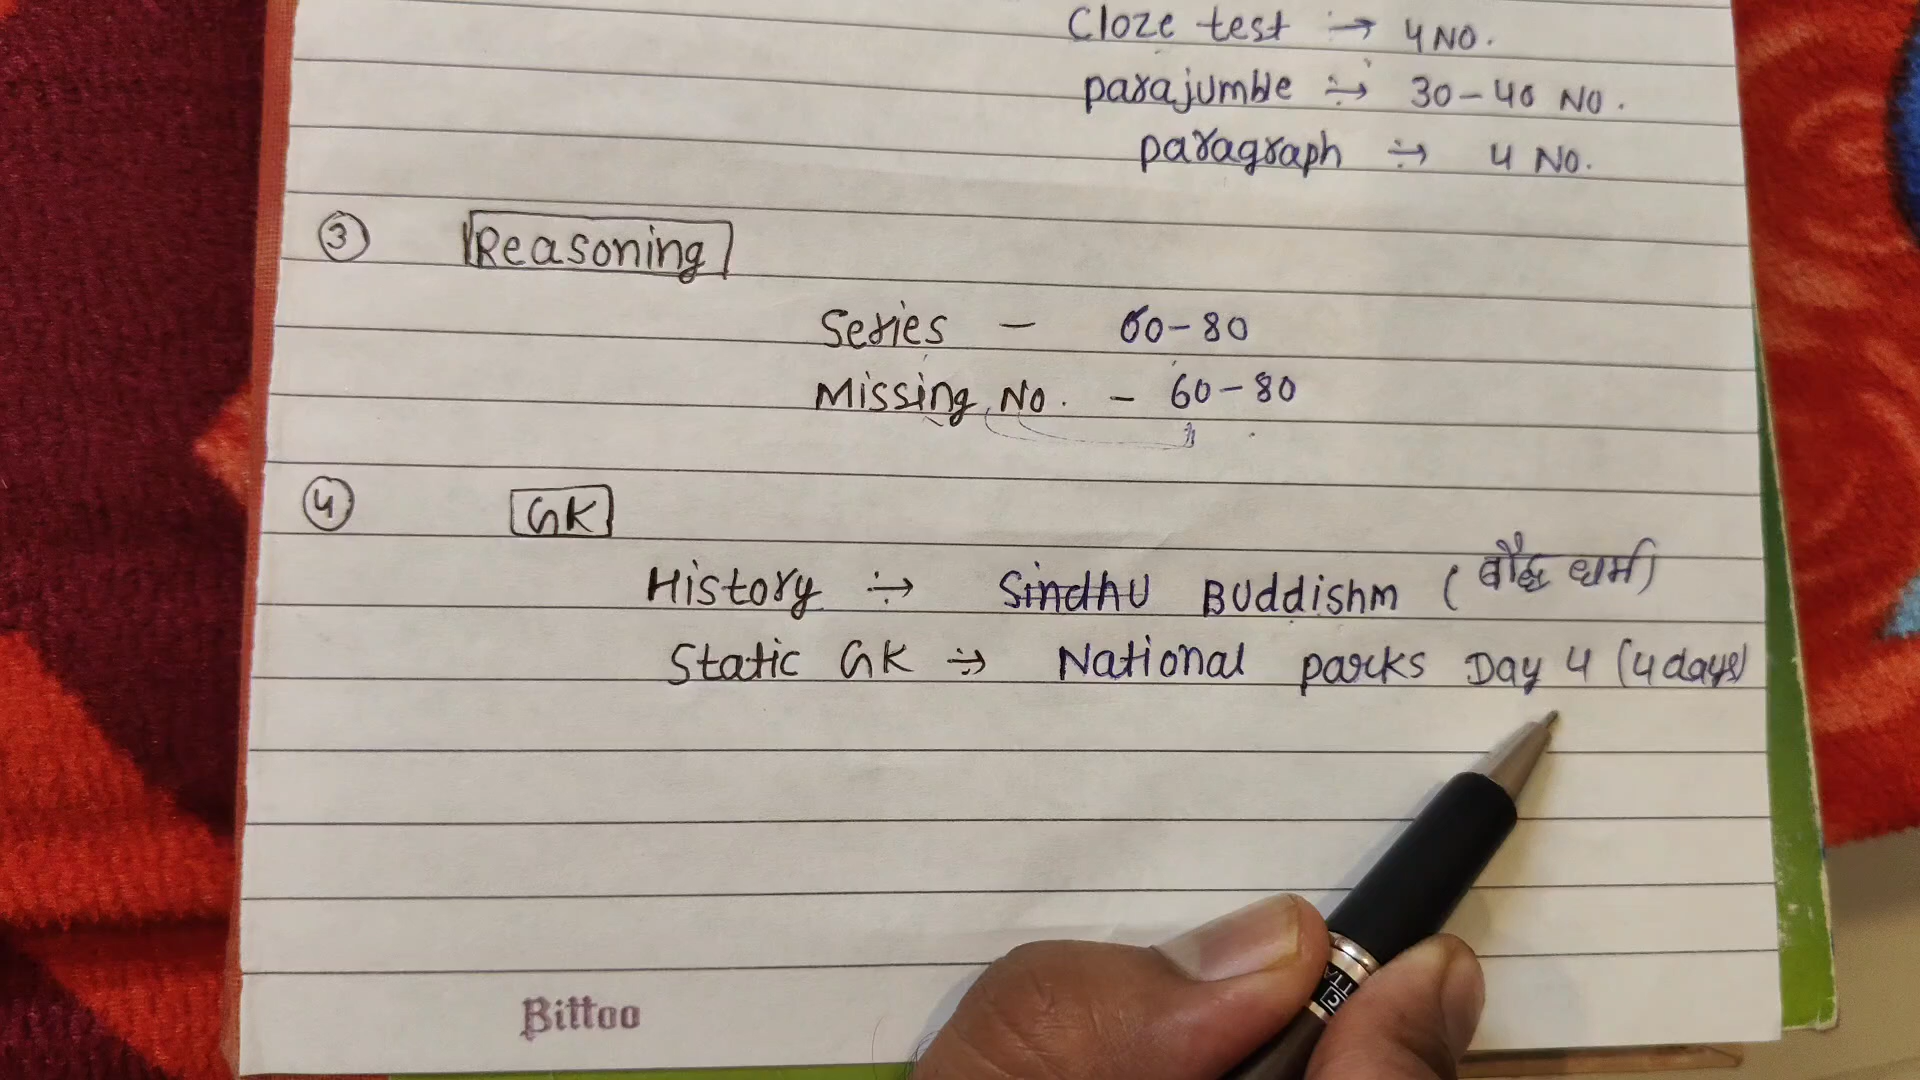 Cloze test → 4 NO.
parajumble ∹→ 30-40 NO.
paragraph ∹→ 4 NO.
③ Reasoning
Series - 60-80
Missing No. - 60-80
④ GK
History ∹→ Sindhu Buddishm (बौद्ध धर्म)
Static GK ∹→ National parks Day 4 (4 days)
Bittoo